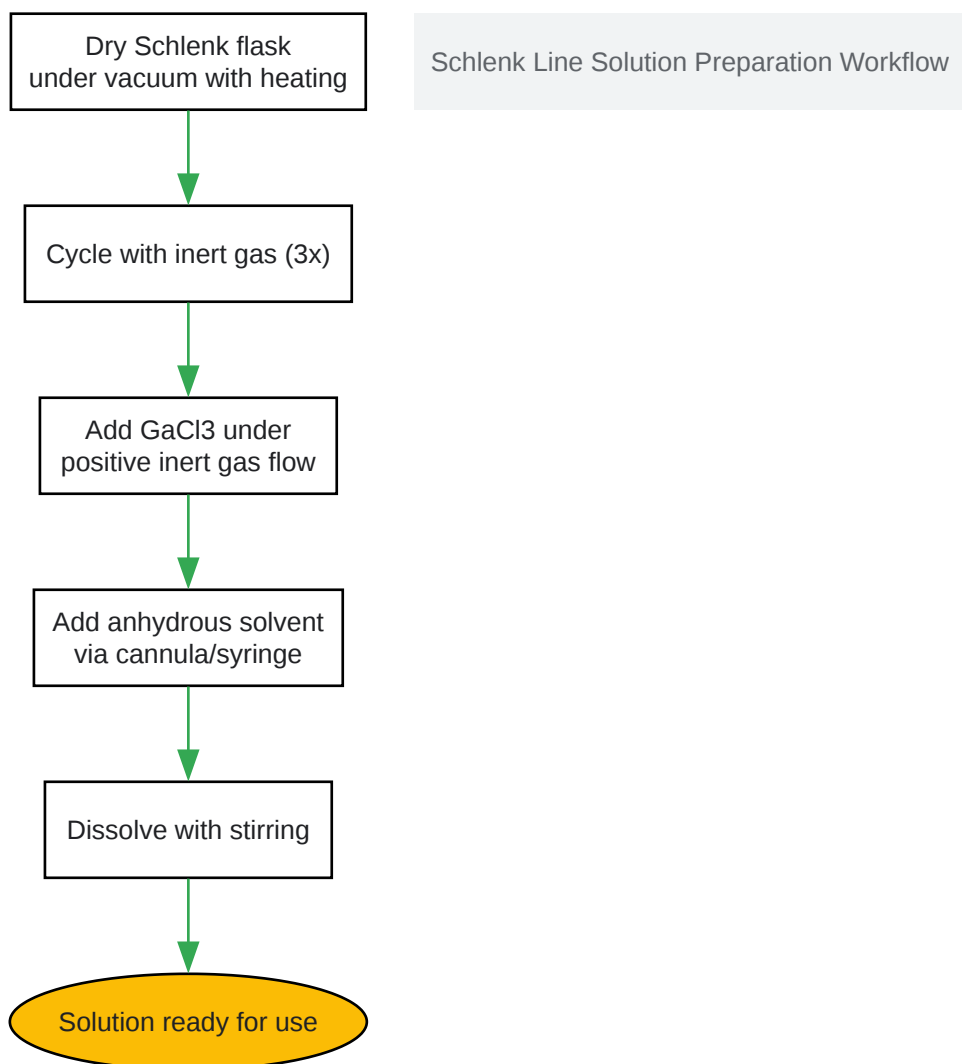 Dry Schlenk flask
under vacuum with heating
Schlenk Line Solution Preparation Workflow
Cycle with inert gas (3x)
Add GaCl3 under
positive inert gas flow
Add anhydrous solvent
via cannula/syringe
Dissolve with stirring
Solution ready for use